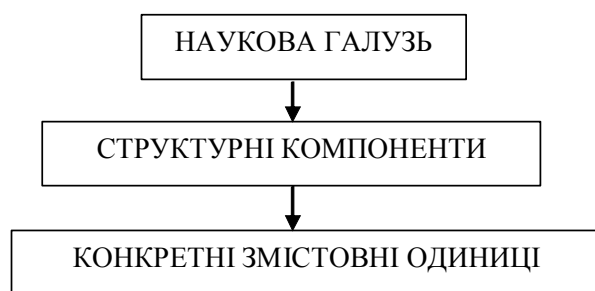 НАУКОВА ГАЛУЗЬ
СТРУКТУРНІ КОМПОНЕНТИ
КОНКРЕТНІ ЗМІСТОВНІ ОДИНИЦІ